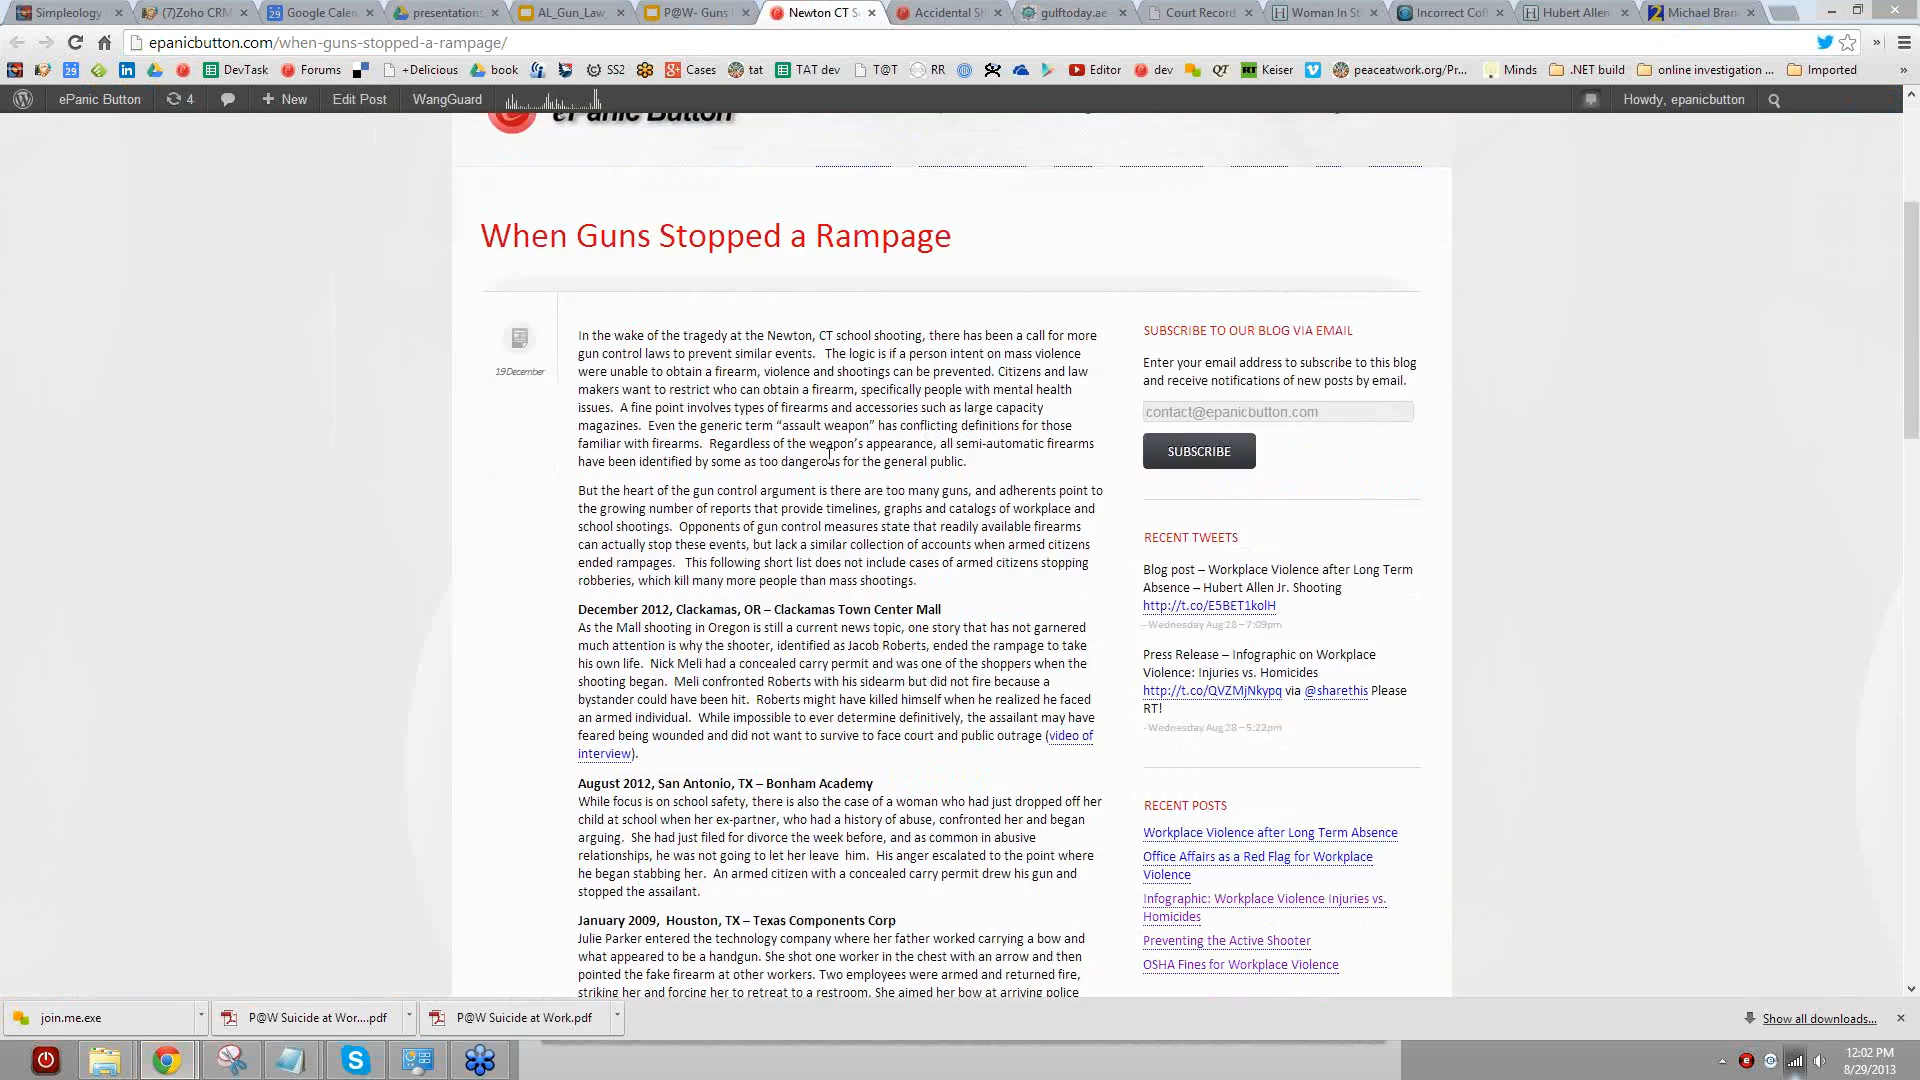 Simpleology
(7)Zoho CRM
Google Calen
presentations
AL_Gun_Law
P@W- Guns
Newton CT S
Accidental Sh
gulftoday.ae
Court Record
Woman In St
Incorrect Cof
Hubert Allen
Michael Bran
epanicbutton.com/when-guns-stopped-a-rampage/
29
DevTask
Forums
+Delicious
book
SS2
Cases
tat
TAT dev
T@T
RR
Editor
dev
QT
Keiser
peaceatwork.org/Pr...
Minds
.NET build
online investigation ...
Imported
ePanic Button
4
New
Edit Post
WangGuard
Howdy, epanicbutton
ePanic Button
When Guns Stopped a Rampage
19December
In the wake of the tragedy at the Newton, CT school shooting, there has been a call for more
gun control laws to prevent similar events. The logic is if a person intent on mass violence
were unable to obtain a firearm, violence and shootings can be prevented. Citizens and law
makers want to restrict who can obtain a firearm, specifically people with mental health
issues. A fine point involves types of firearms and accessories such as large capacity
magazines. Even the generic term “assault weapon” has conflicting definitions for those
familiar with firearms. Regardless of the weapon’s appearance, all semi-automatic firearms
have been identified by some as too dangerous for the general public.
But the heart of the gun control argument is there are too many guns, and adherents point to
the growing number of reports that provide timelines, graphs and catalogs of workplace and
school shootings. Opponents of gun control measures state that readily available firearms
can actually stop these events, but lack a similar collection of accounts when armed citizens
ended rampages. This following short list does not include cases of armed citizens stopping
robberies, which kill many more people than mass shootings.
December 2012, Clackamas, OR – Clackamas Town Center Mall
As the Mall shooting in Oregon is still a current news topic, one story that has not garnered
much attention is why the shooter, identified as Jacob Roberts, ended the rampage to take
his own life. Nick Meli had a concealed carry permit and was one of the shoppers when the
shooting began. Meli confronted Roberts with his sidearm but did not fire because a
bystander could have been hit. Roberts might have killed himself when he realized he faced
an armed individual. While impossible to ever determine definitively, the assailant may have
feared being wounded and did not want to survive to face court and public outrage (video of
interview).
August 2012, San Antonio, TX – Bonham Academy
While focus is on school safety, there is also the case of a woman who had just dropped off her
child at school when her ex-partner, who had a history of abuse, confronted her and began
arguing. She had just filed for divorce the week before, and as common in abusive
relationships, he was not going to let her leave him. His anger escalated to the point where
he began stabbing her. An armed citizen with a concealed carry permit drew his gun and
stopped the assailant.
January 2009, Houston, TX – Texas Components Corp
Julie Parker entered the technology company where her father worked carrying a bow and
what appeared to be a handgun. She shot one worker in the chest with an arrow and then
pointed the fake firearm at other workers. Two employees were armed and returned fire,
striking her and forcing her to retreat to a restroom. She aimed her bow at arriving police
SUBSCRIBE TO OUR BLOG VIA EMAIL
Enter your email address to subscribe to this blog
and receive notifications of new posts by email.
contact@epanicbutton.com
SUBSCRIBE
RECENT TWEETS
Blog post – Workplace Violence after Long Term
Absence – Hubert Allen Jr. Shooting
http://t.co/E5BET1kolH
- Wednesday Aug 28 – 7:09pm
Press Release – Infographic on Workplace
Violence: Injuries vs. Homicides
http://t.co/QVZMjNkypq via @sharethis Please
RT!
- Wednesday Aug 28 – 5:22pm
RECENT POSTS
Workplace Violence after Long Term Absence
Office Affairs as a Red Flag for Workplace
Violence
Infographic: Workplace Violence Injuries vs.
Homicides
Preventing the Active Shooter
OSHA Fines for Workplace Violence
join.me.exe
P@W Suicide at Wor....pdf
P@W Suicide at Work.pdf
Show all downloads...
12:02 PM
8/29/2013